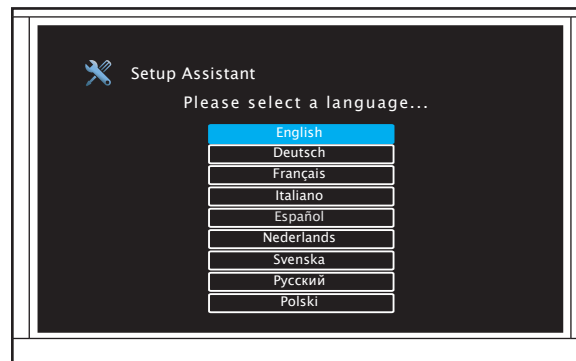 Setup Assistant
Please select a language...
English
Deutsch
Français
Italiano
Español
Nederlands
Svenska
Русский
Polski